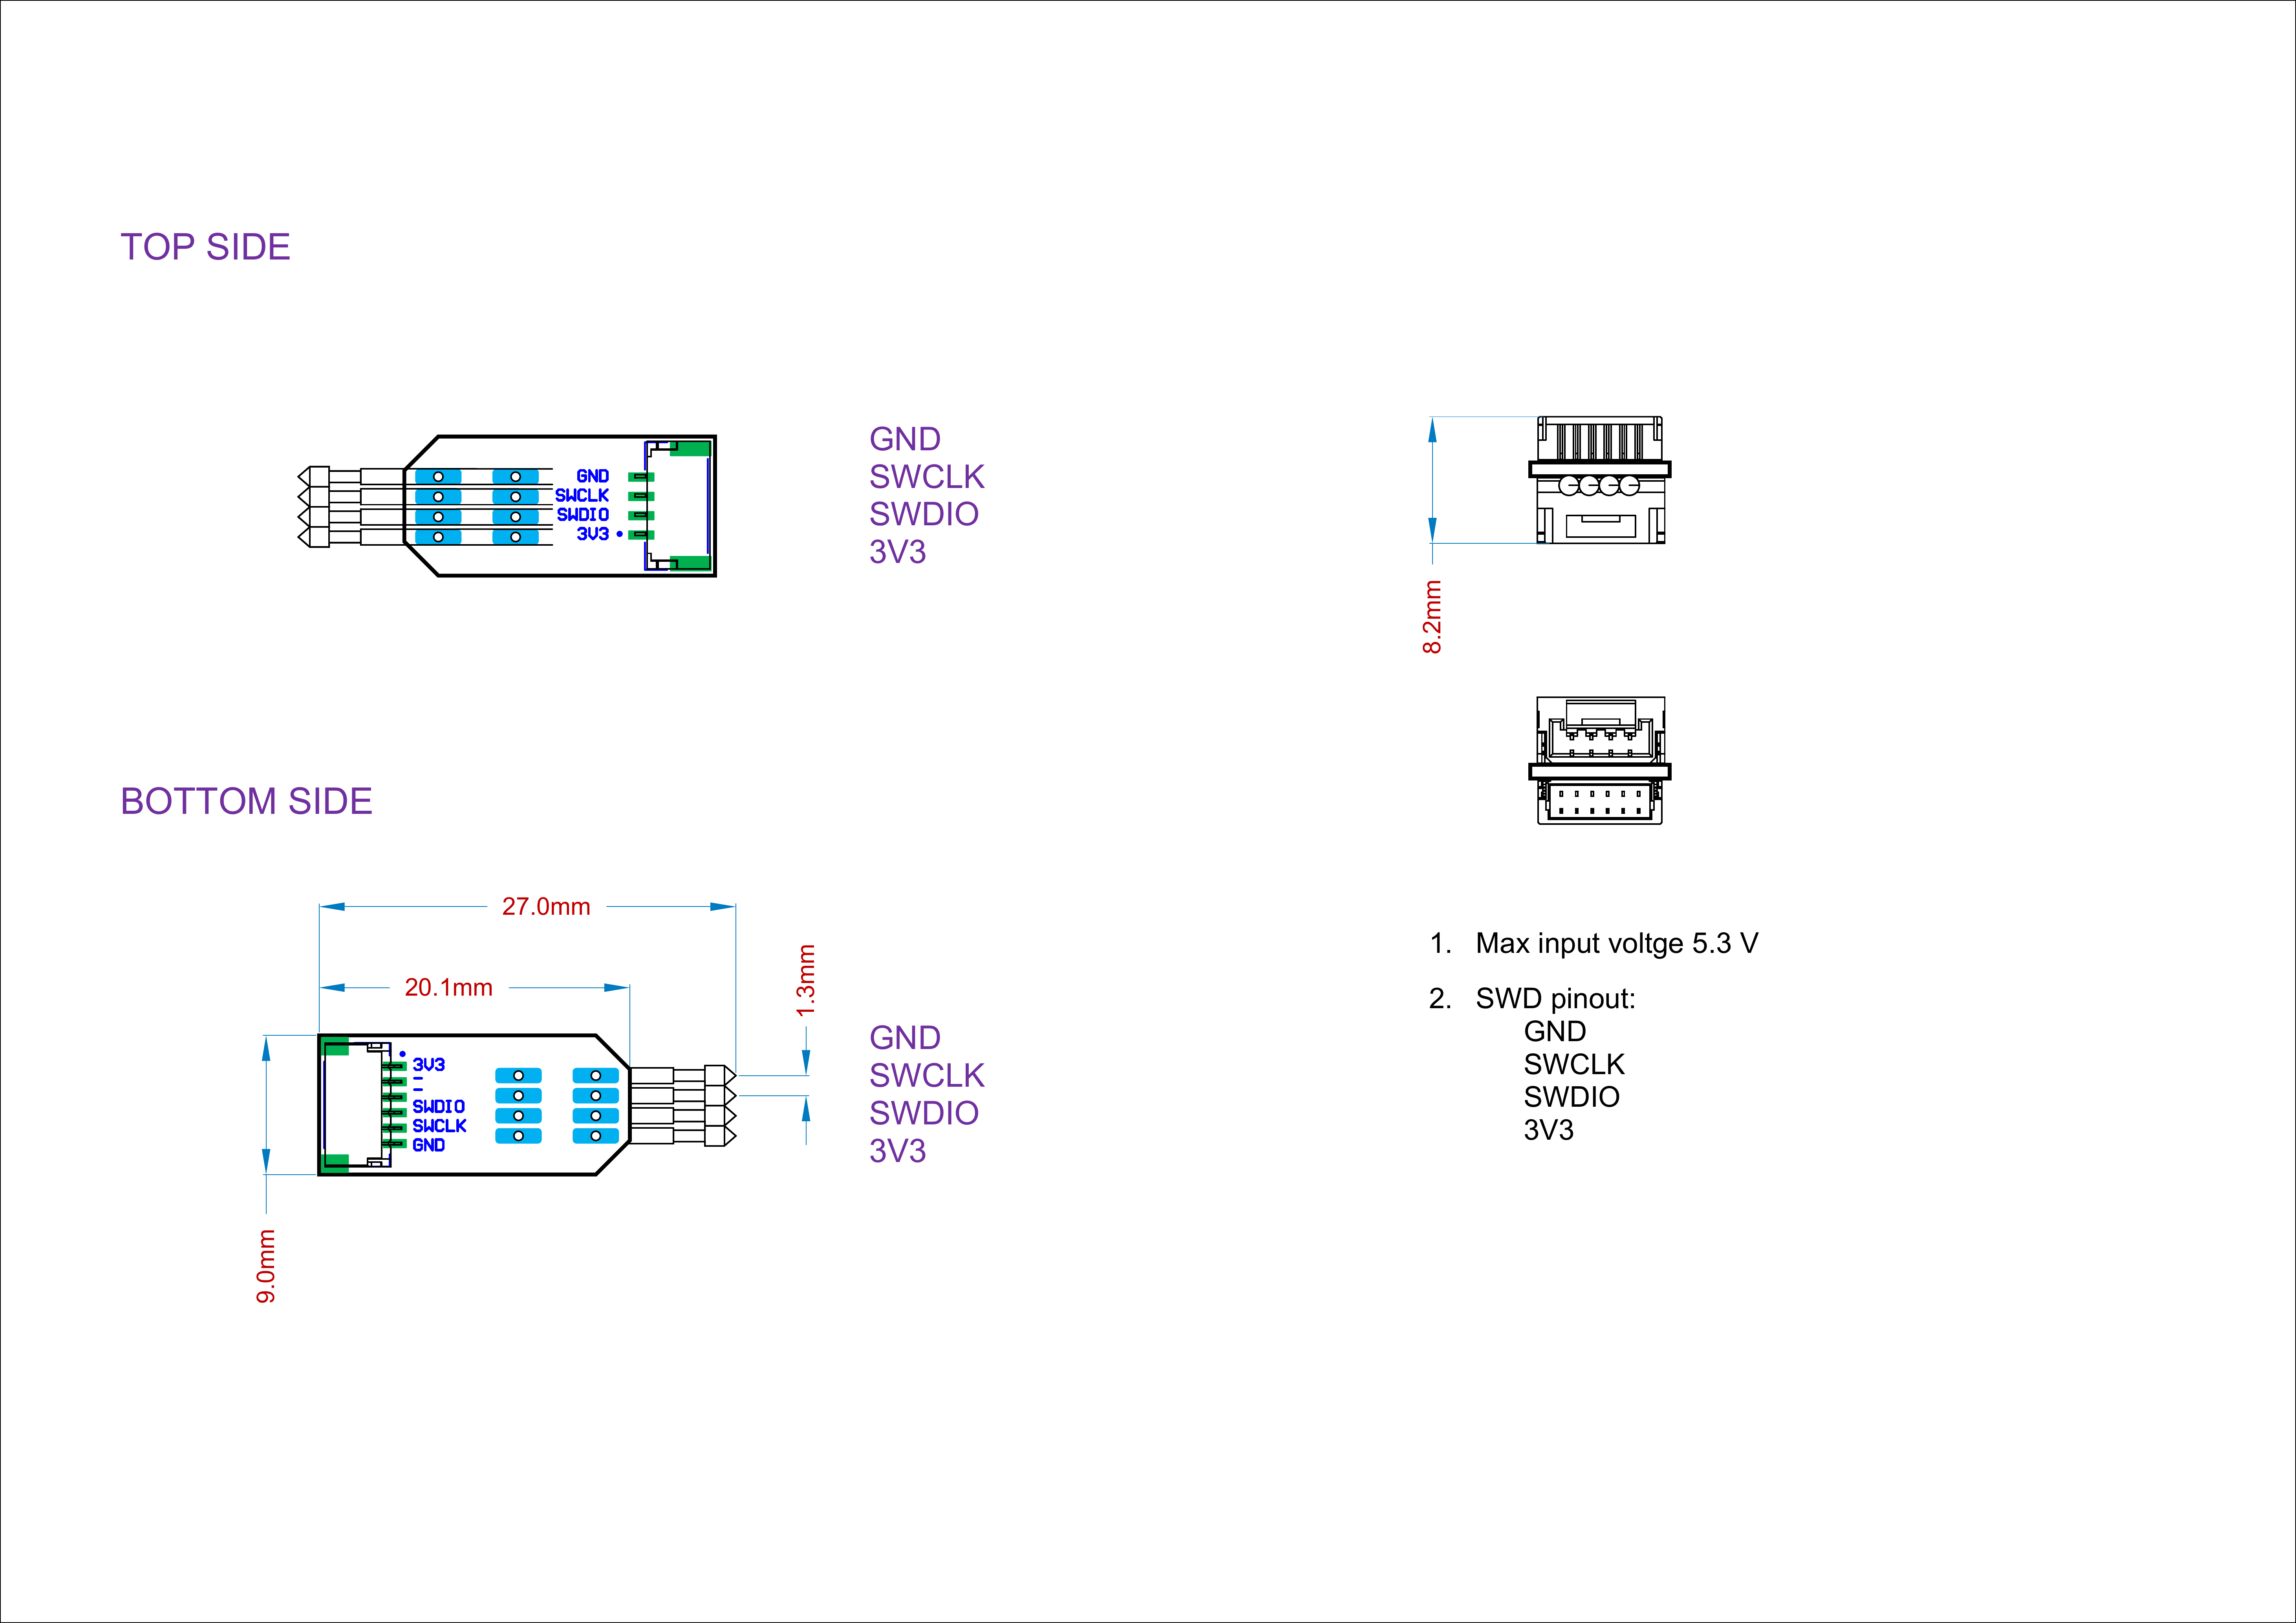 TOP SIDE
GND
SWCLK
SWDIO
3V3
GND
SWCLK
SWDIO
3V3
8.2mm
BOTTOM SIDE
27.0mm
20.1mm
1.3mm
9.0mm
3V3
-
-
SWDIO
SWCLK
GND
GND
SWCLK
SWDIO
3V3
1. Max input voltge 5.3 V
2. SWD pinout:
GND
SWCLK
SWDIO
3V3